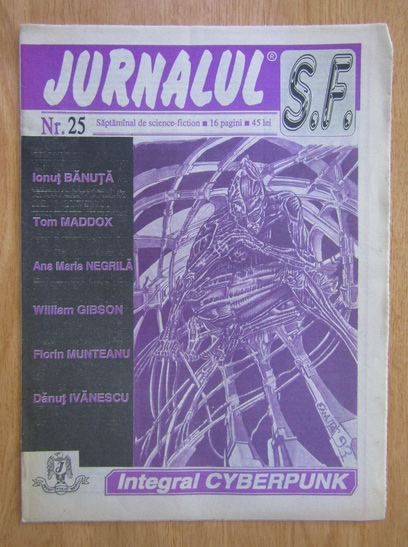 JURNALUL®
S.F.
Nr. 25
Săptămînal de science-fiction ■ 16 pagini ■ 45 lei
Ionuţ BĂNUŢĂ
Tom MADDOX
Ana Maria NEGRILĂ
William GIBSON
Florin MUNTEANU
Dănuţ IVĂNESCU
Integral CYBERPUNK